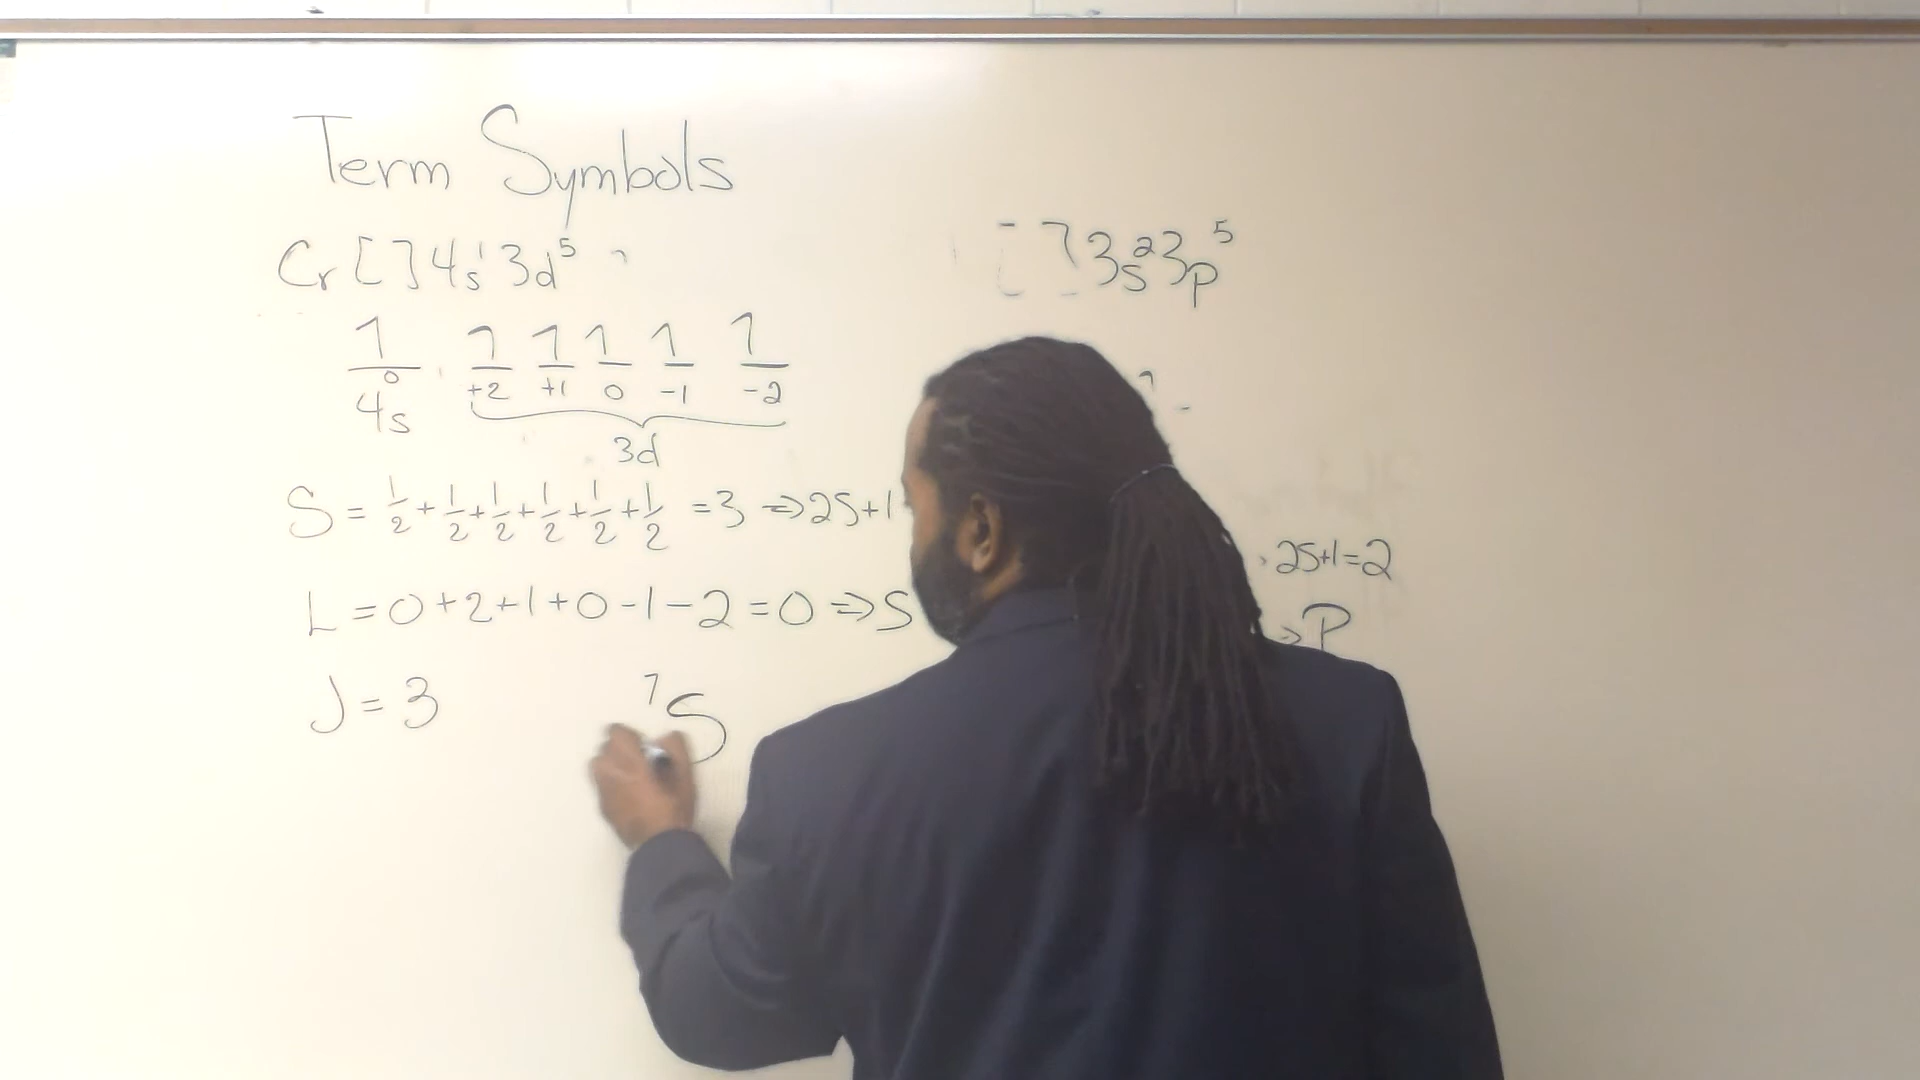 Term Symbols
Cr [ ] 4s¹ 3d⁵
1 1 1 1 1 1
0 +2 +1 0 -1 -2
4s
3d
S = 1/2 + 1/2 + 1/2 + 1/2 + 1/2 + 1/2 = 3 ⇒ 2S+1
L = 0 + 2 + 1 + 0 - 1 - 2 = 0 ⇒ S
J = 3
⁷S
[ ] 3s² 3p⁵
2S+1=2
⇒ P